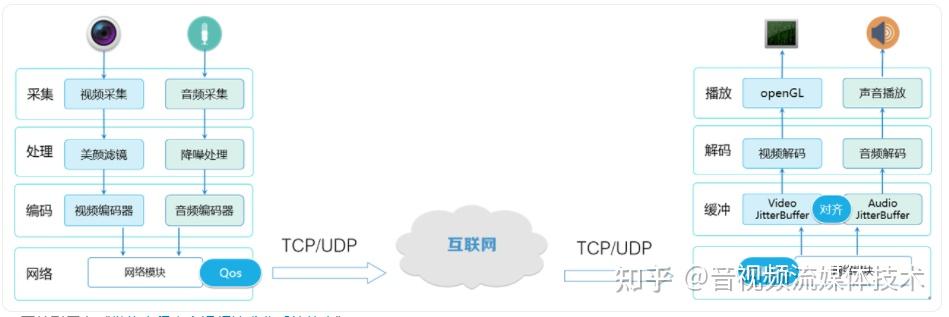 采集
视频采集
音频采集
处理
美颜滤镜
降噪处理
编码
视频编码器
音频编码器
网络
网络模块
Qos
TCP/UDP
互联网
TCP/UDP
播放
openGL
声音播放
解码
视频解码
音频解码
缓冲
Video
JitterBuffer
对齐
Audio
JitterBuffer
知乎 @音视频流媒体技术